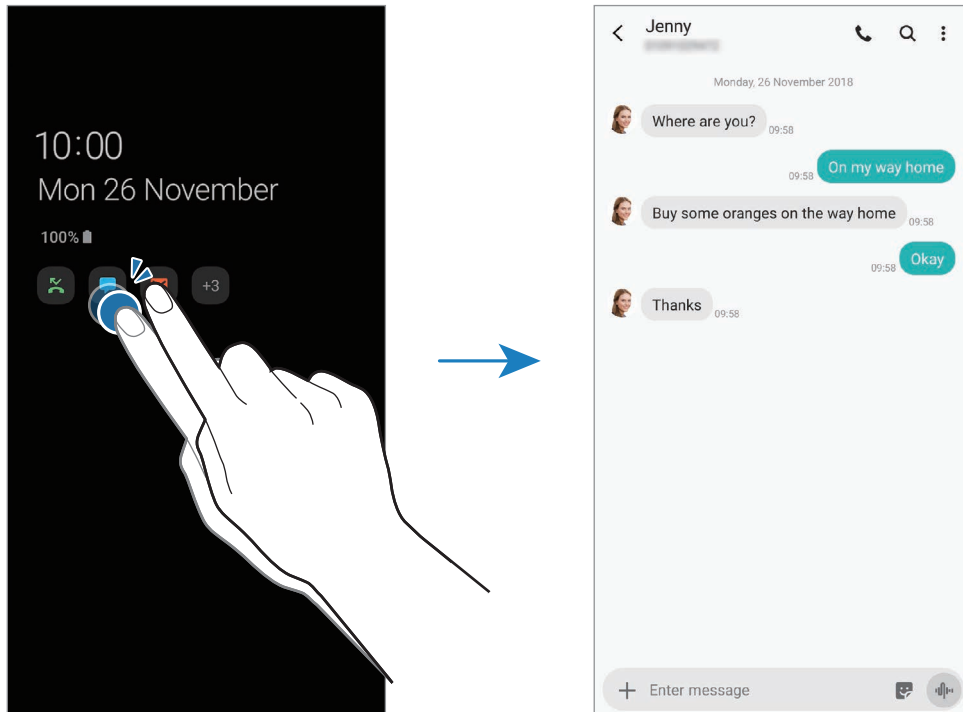 10:00
Mon 26 November
100%
+3
Jenny
Monday, 26 November 2018
Where are you?
09:58
09:58
On my way home
Buy some oranges on the way home
09:58
09:58
Okay
Thanks
09:58
Enter message